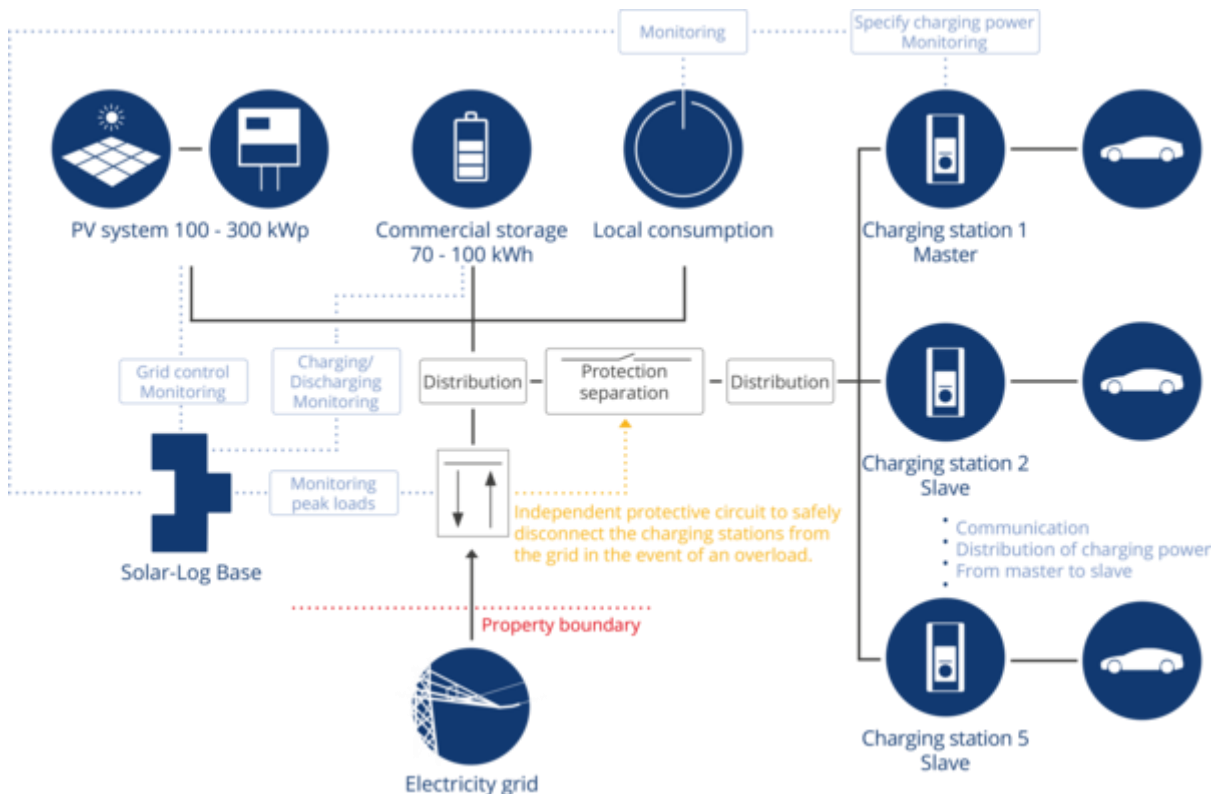 Monitoring
Specify charging power
Monitoring
PV system 100 - 300 kWp
Commercial storage
70 - 100 kWh
Local consumption
Charging station 1
Master
Grid control
Monitoring
Charging/
Discharging
Monitoring
Distribution
Protection
separation
Distribution
Charging station 2
Slave
Monitoring
peak loads
Independent protective circuit to safely
disconnect the charging stations from
the grid in the event of an overload.
Communication
Distribution of charging power
From master to slave
Solar-Log Base
Property boundary
Charging station 5
Slave
Electricity grid